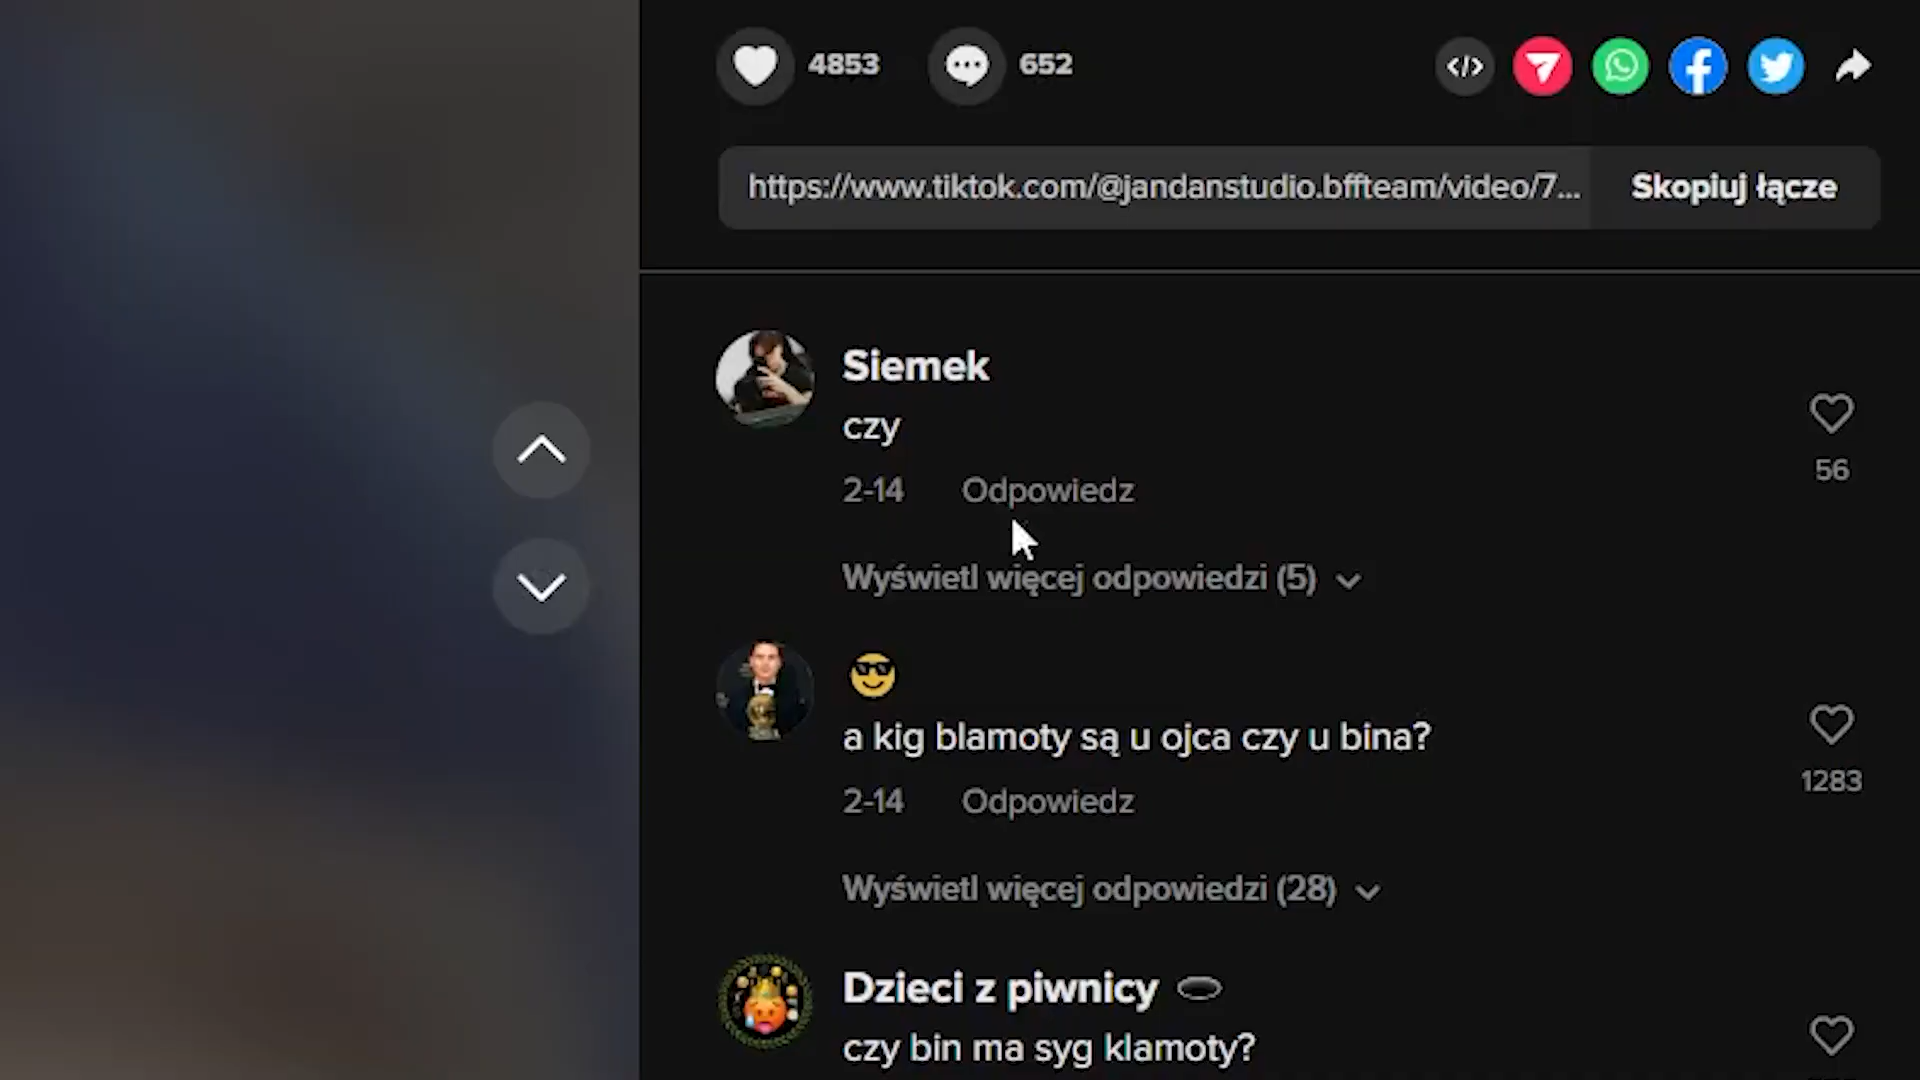 4853
652
https://www.tiktok.com/@jandanstudio.bffteam/video/7...
Skopiuj łącze
Siemek
czy
2-14 Odpowiedz
56
Wyświetl więcej odpowiedzi (5)
😎
a kig blamoty są u ojca czy u bina?
2-14 Odpowiedz
1283
Wyświetl więcej odpowiedzi (28)
Dzieci z piwnicy 🕳️
czy bin ma syg klamoty?